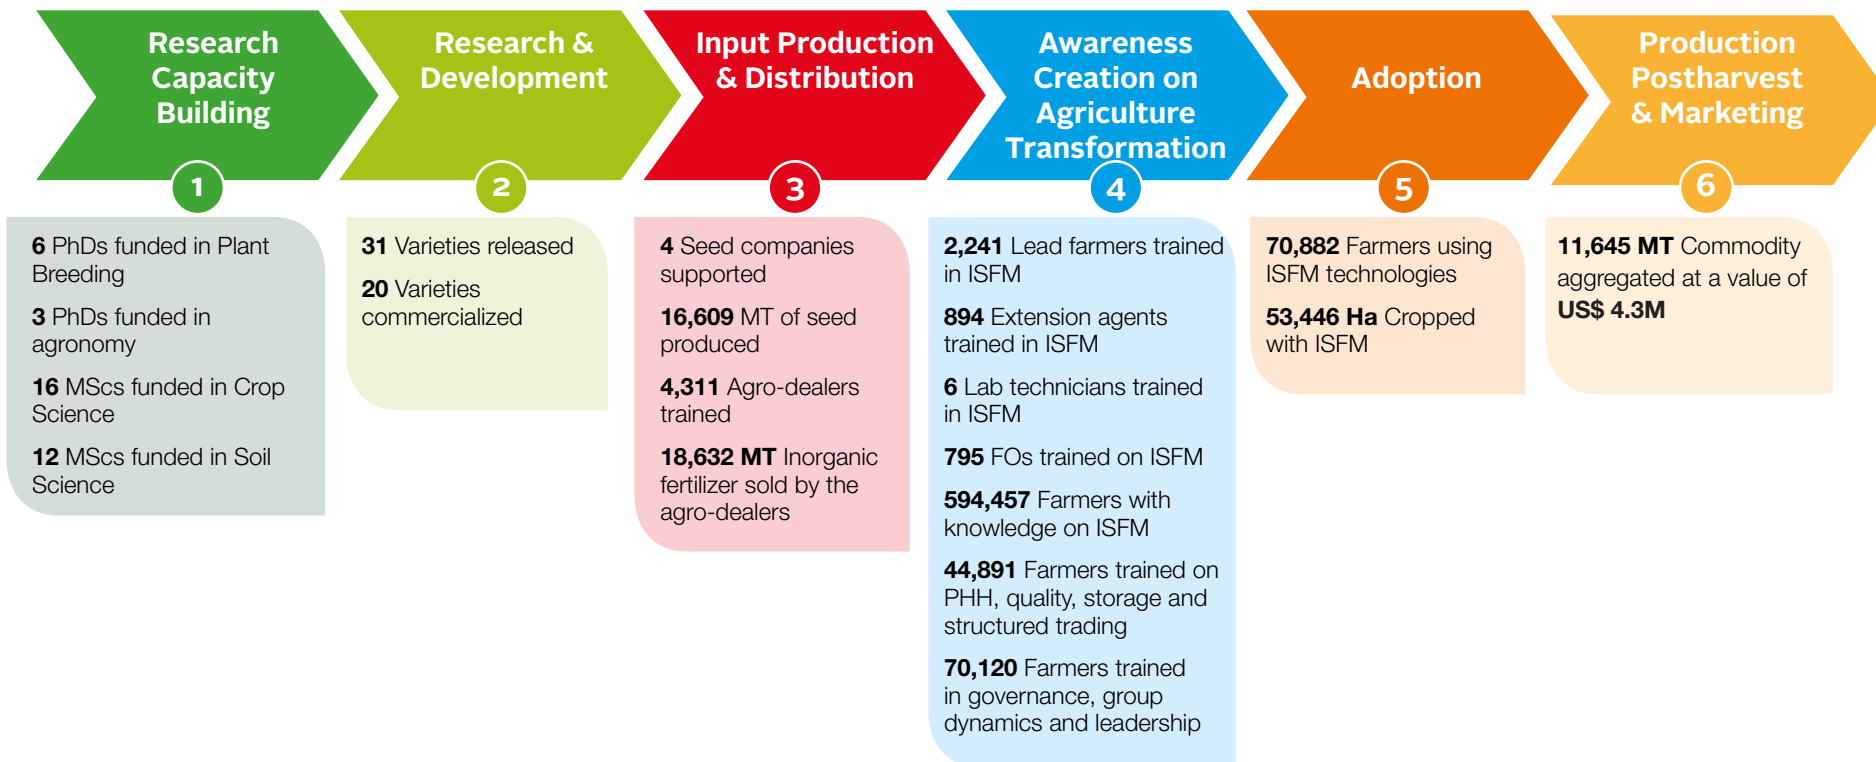 Research
Capacity
Building
1
6 PhDs funded in Plant
Breeding
3 PhDs funded in
agronomy
16 MScs funded in Crop
Science
12 MScs funded in Soil
Science
Research &
Development
2
31 Varieties released
20 Varieties
commercialized
Input Production
& Distribution
3
4 Seed companies
supported
16,609 MT of seed
produced
4,311 Agro-dealers
trained
18,632 MT Inorganic
fertilizer sold by the
agro-dealers
Awareness
Creation on
Agriculture
Transformation
4
2,241 Lead farmers trained
in ISFM
894 Extension agents
trained in ISFM
6 Lab technicians trained
in ISFM
795 FOs trained on ISFM
594,457 Farmers with
knowledge on ISFM
44,891 Farmers trained on
PHH, quality, storage and
structured trading
70,120 Farmers trained
in governance, group
dynamics and leadership
Adoption
5
70,882 Farmers using
ISFM technologies
53,446 Ha Cropped
with ISFM
Production
Postharvest
& Marketing
6
11,645 MT Commodity
aggregated at a value of
US$ 4.3M